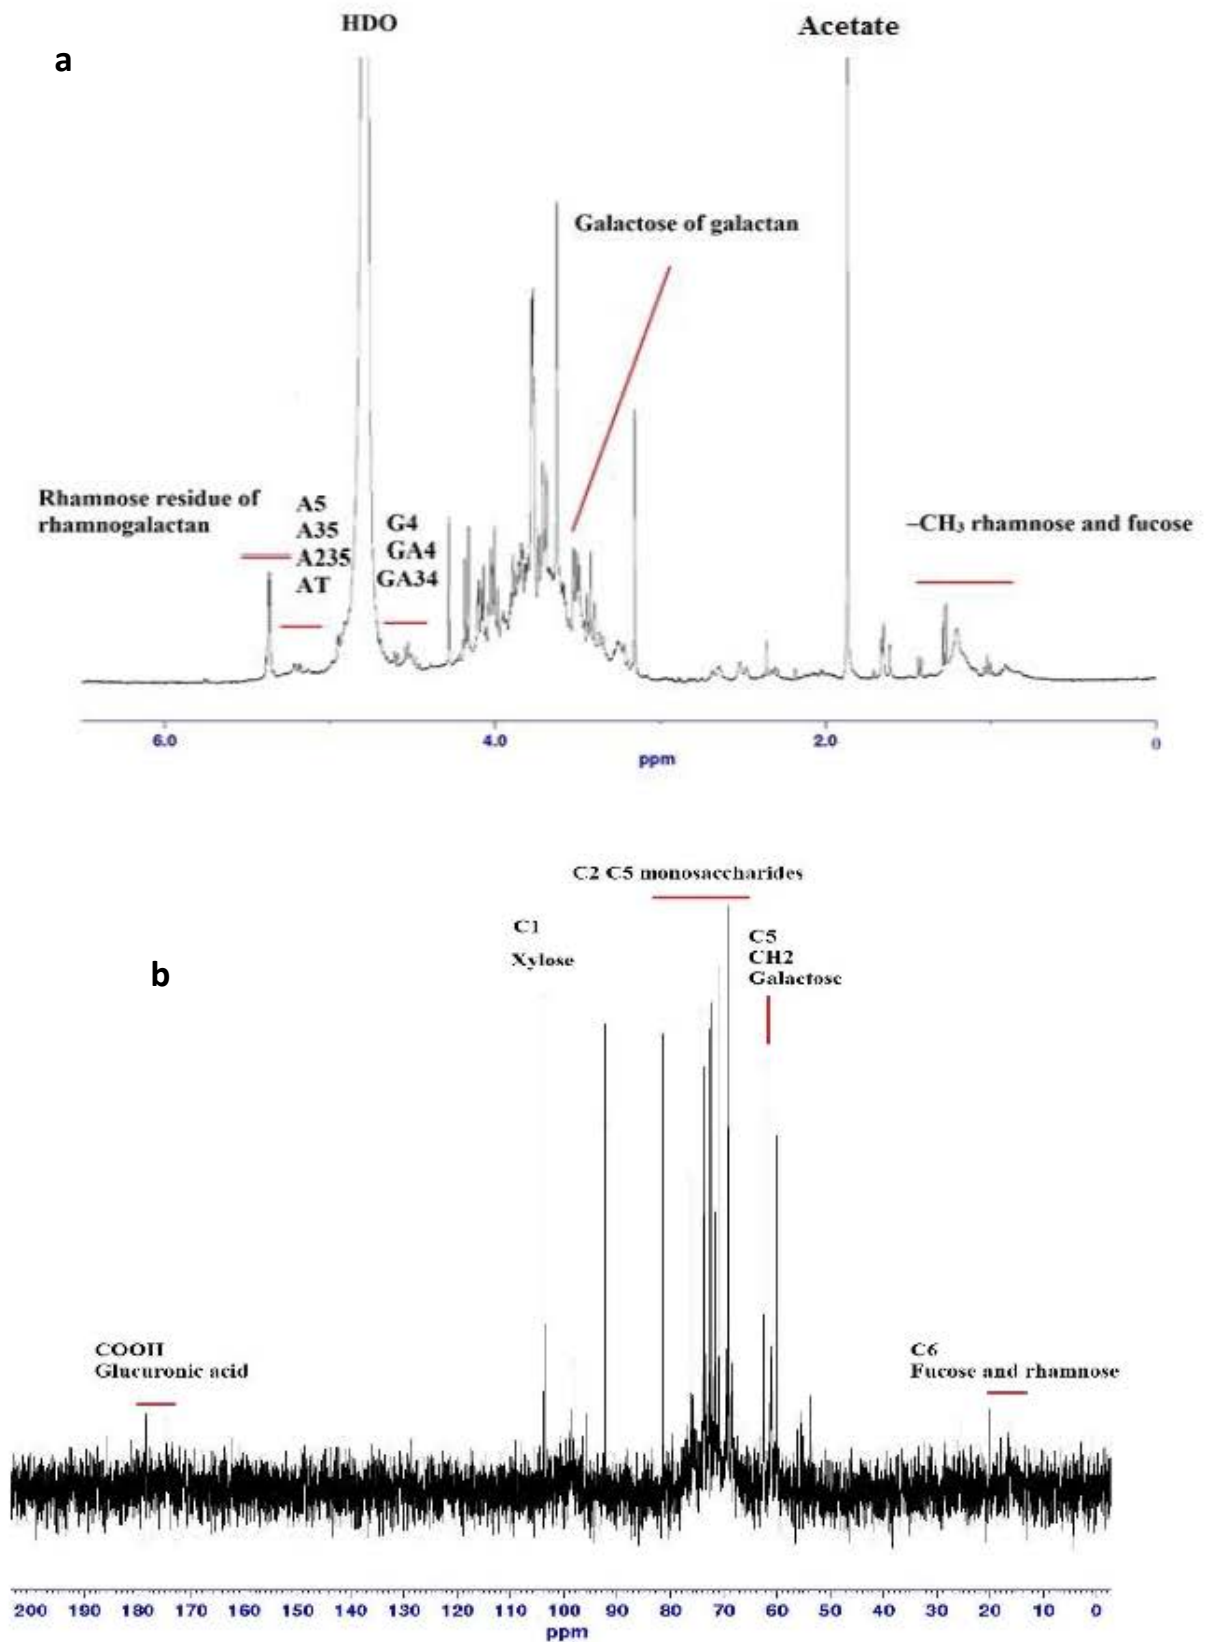 HDO
Acetate
a
Galactose of galactan
Rhamnose residue of
rhamnogalactan
A5
A35
A235
AT
G4
GA4
GA34
–CH₃ rhamnose and fucose
6.0 4.0 2.0 0
ppm
C2 C5 monosaccharides
C1
Xylose
C5
CH2
Galactose
b
COOH
Glucuronic acid
C6
Fucose and rhamnose
200 190 180 170 160 150 140 130 120 110 100 90 80 70 60 50 40 30 20 10 0
ppm